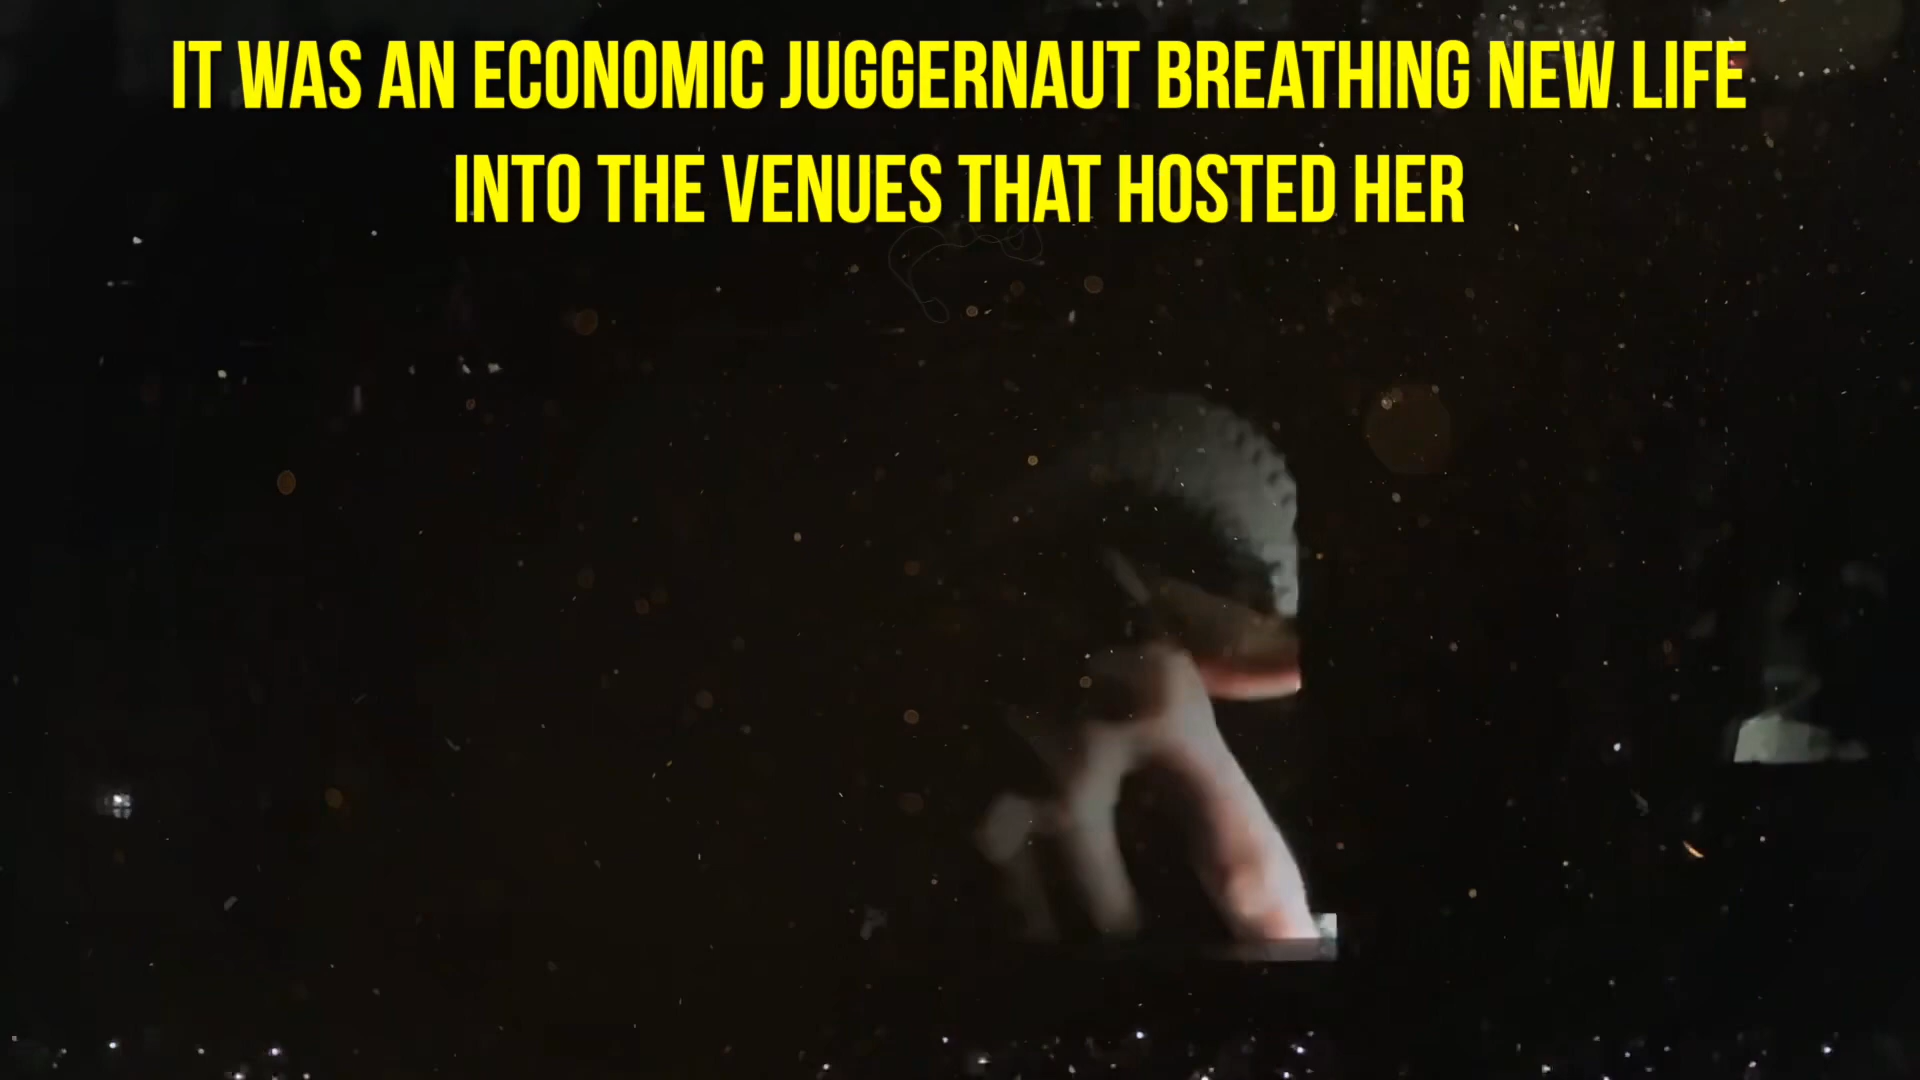 IT WAS AN ECONOMIC JUGGERNAUT BREATHING NEW LIFE
INTO THE VENUES THAT HOSTED HER